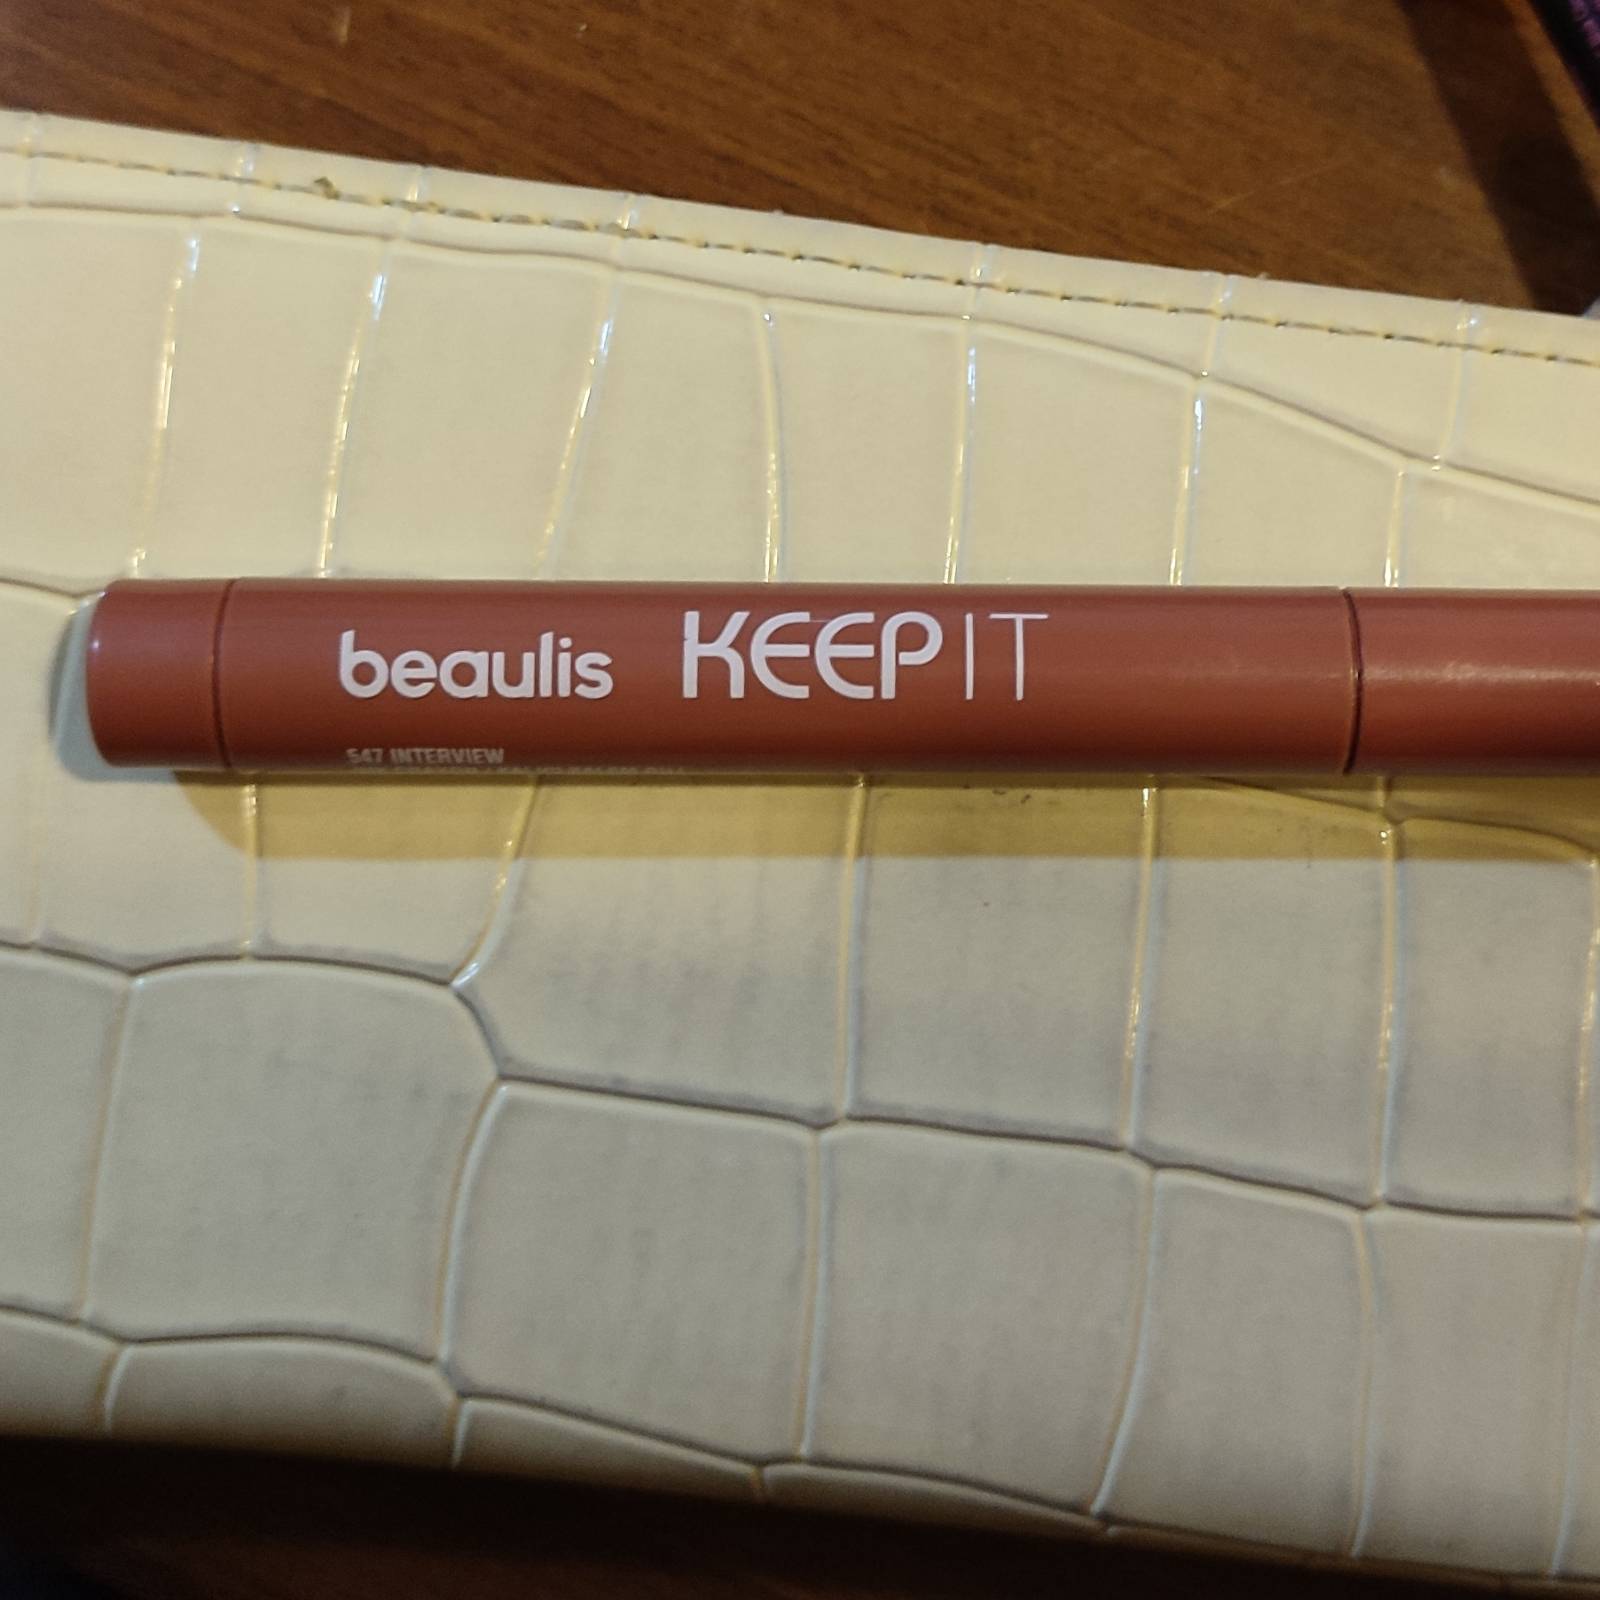 beaulis KEEP IT
547 INTERVIEW